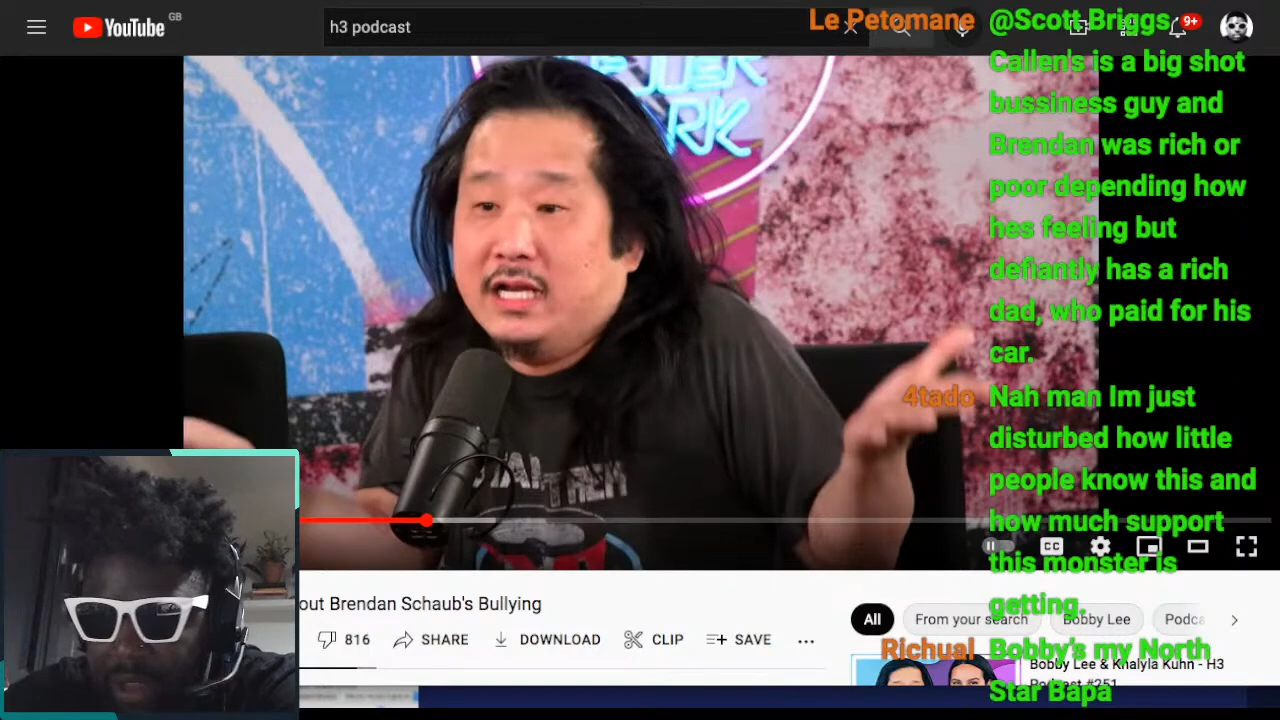 YouTube GB
h3 podcast
9+
Le Petomane @Scott Briggs
Callen's is a big shot
bussiness guy and
Brendan was rich or
poor depending how
hes feeling but
defiantly has a rich
dad, who paid for his
car.
4tado Nah man Im just
disturbed how little
people know this and
how much support
this monster is
getting.
Richual Bobby's my North
Star Bapa
CC
out Brendan Schaub's Bullying
816 SHARE DOWNLOAD CLIP SAVE
All From your search Bobby Lee
Bobby Lee & Khalyla Kuhn - H3
Podcast #251